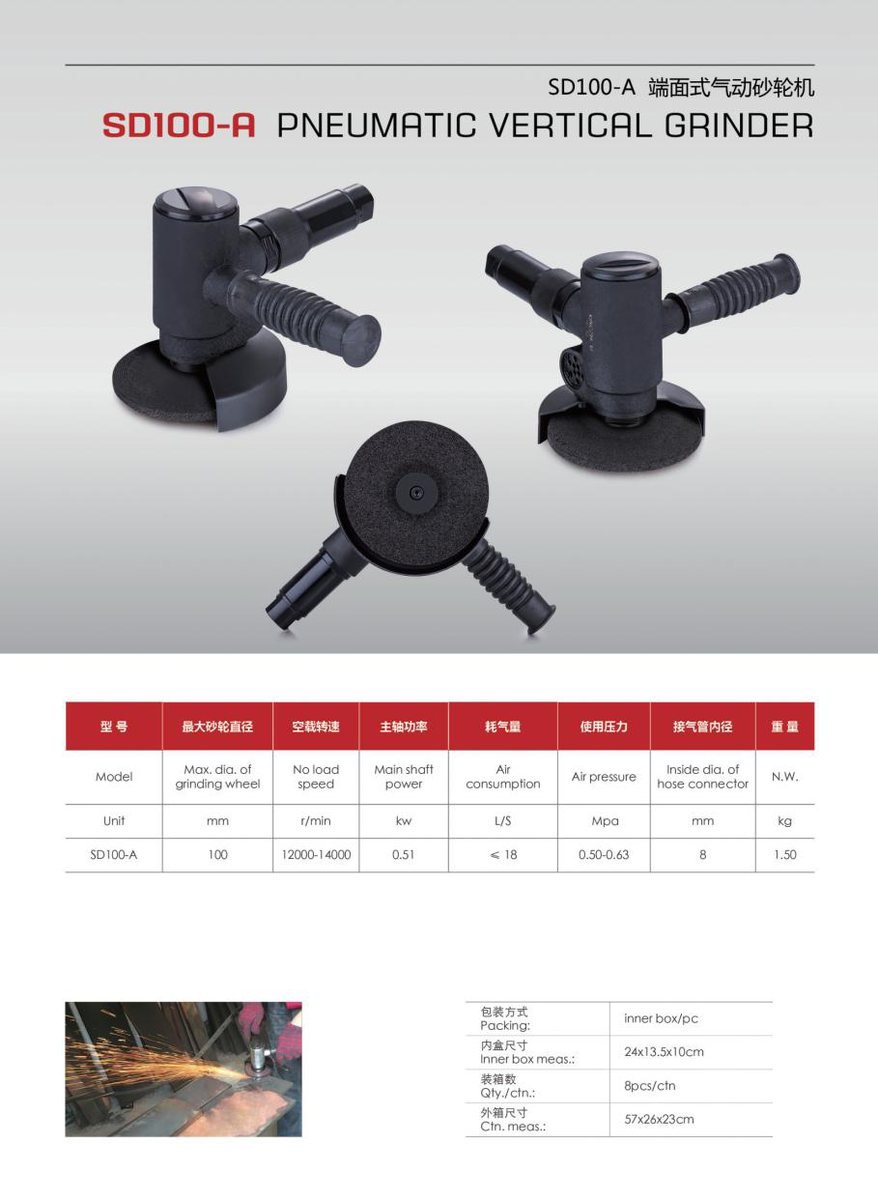 SD100-A 端面式气动砂轮机
SD100-A PNEUMATIC VERTICAL GRINDER
型号 最大砂轮直径 空载转速 主轴功率 耗气量 使用压力 接气管内径 重量
Model Max. dia. of grinding wheel No load speed Main shaft power Air consumption Air pressure Inside dia. of hose connector N.W.
Unit mm r/min kw L/S Mpa mm kg
SD100-A 100 12000-14000 0.51 ≤ 18 0.50-0.63 8 1.50
包装方式
Packing: inner box/pc
内盒尺寸
Inner box meas.: 24x13.5x10cm
装箱数
Qty./ctn.: 8pcs/ctn
外箱尺寸
Ctn. meas.: 57x26x23cm